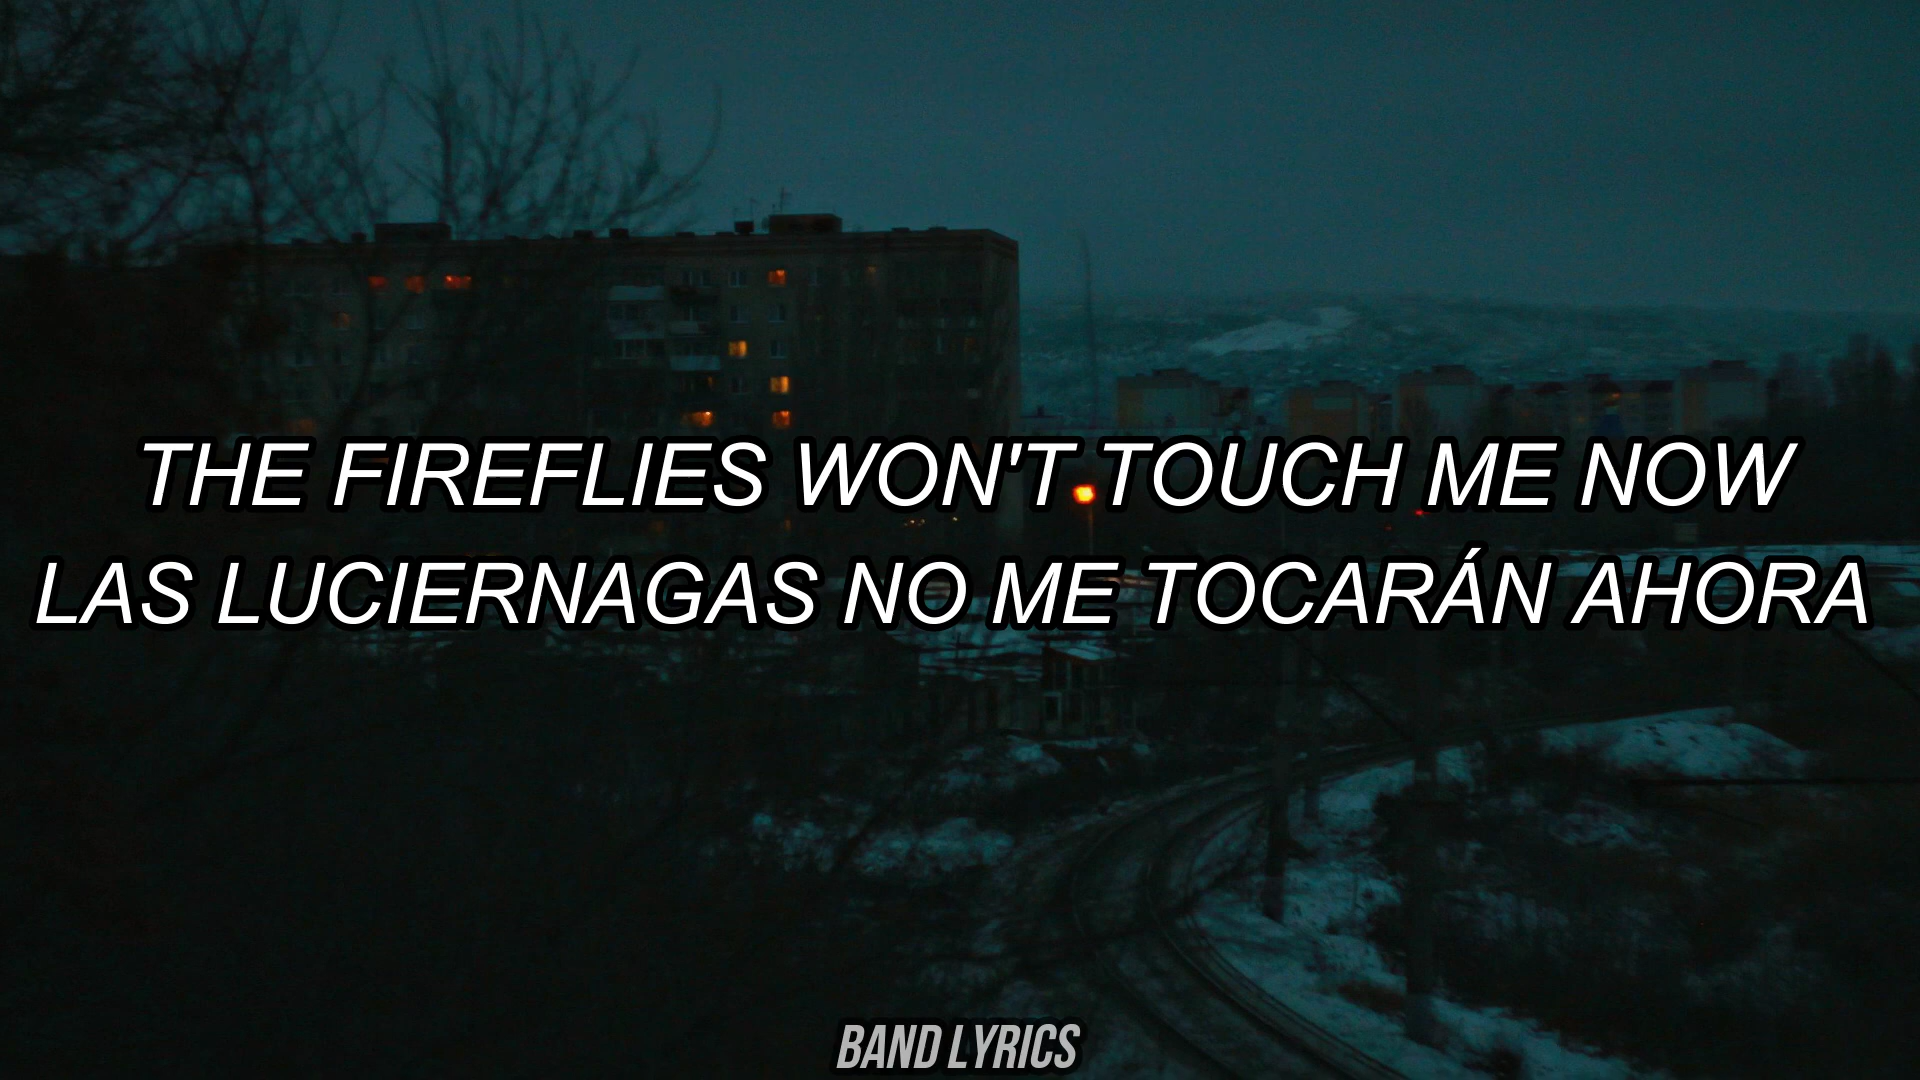 THE FIREFLIES WON'T TOUCH ME NOW
LAS LUCIERNAGAS NO ME TOCARÁN AHORA
BAND LYRICS